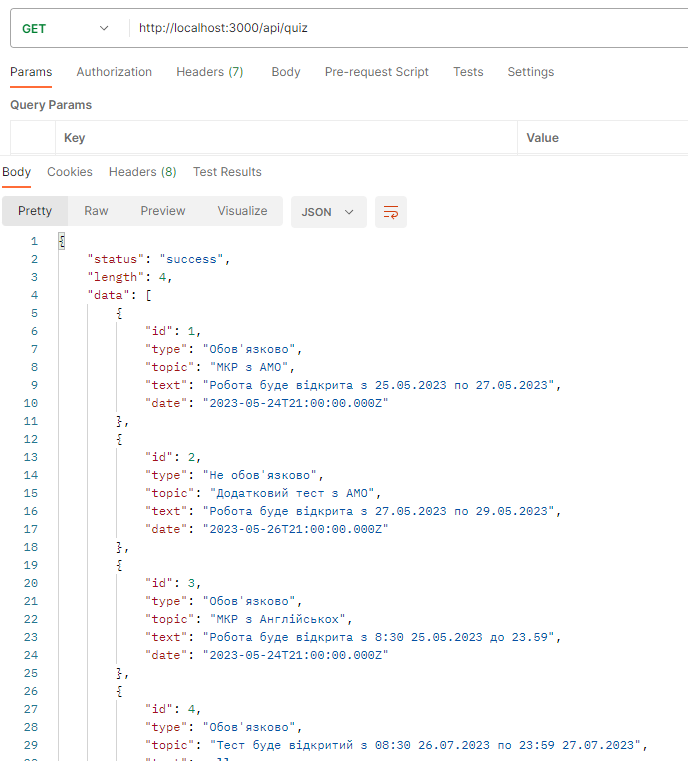 GET http://localhost:3000/api/quiz
Params Authorization Headers (7) Body Pre-request Script Tests Settings
Query Params
Key Value
Body Cookies Headers (8) Test Results
Pretty Raw Preview Visualize JSON
1 {
2 "status": "success",
3 "length": 4,
4 "data": [
5 {
6 "id": 1,
7 "type": "Обов'язково",
8 "topic": "МКР з АМО",
9 "text": "Робота буде відкрита з 25.05.2023 по 27.05.2023",
10 "date": "2023-05-24T21:00:00.000Z"
11 },
12 {
13 "id": 2,
14 "type": "Не обов'язково",
15 "topic": "Додатковий тест з АМО",
16 "text": "Робота буде відкрита з 27.05.2023 по 29.05.2023",
17 "date": "2023-05-26T21:00:00.000Z"
18 },
19 {
20 "id": 3,
21 "type": "Обов'язково",
22 "topic": "МКР з Англійськох",
23 "text": "Робота буде відкрита з 8:30 25.05.2023 до 23.59",
24 "date": "2023-05-24T21:00:00.000Z"
25 },
26 {
27 "id": 4,
28 "type": "Обов'язково",
29 "topic": "Тест буде відкритий з 08:30 26.07.2023 по 23:59 27.07.2023",